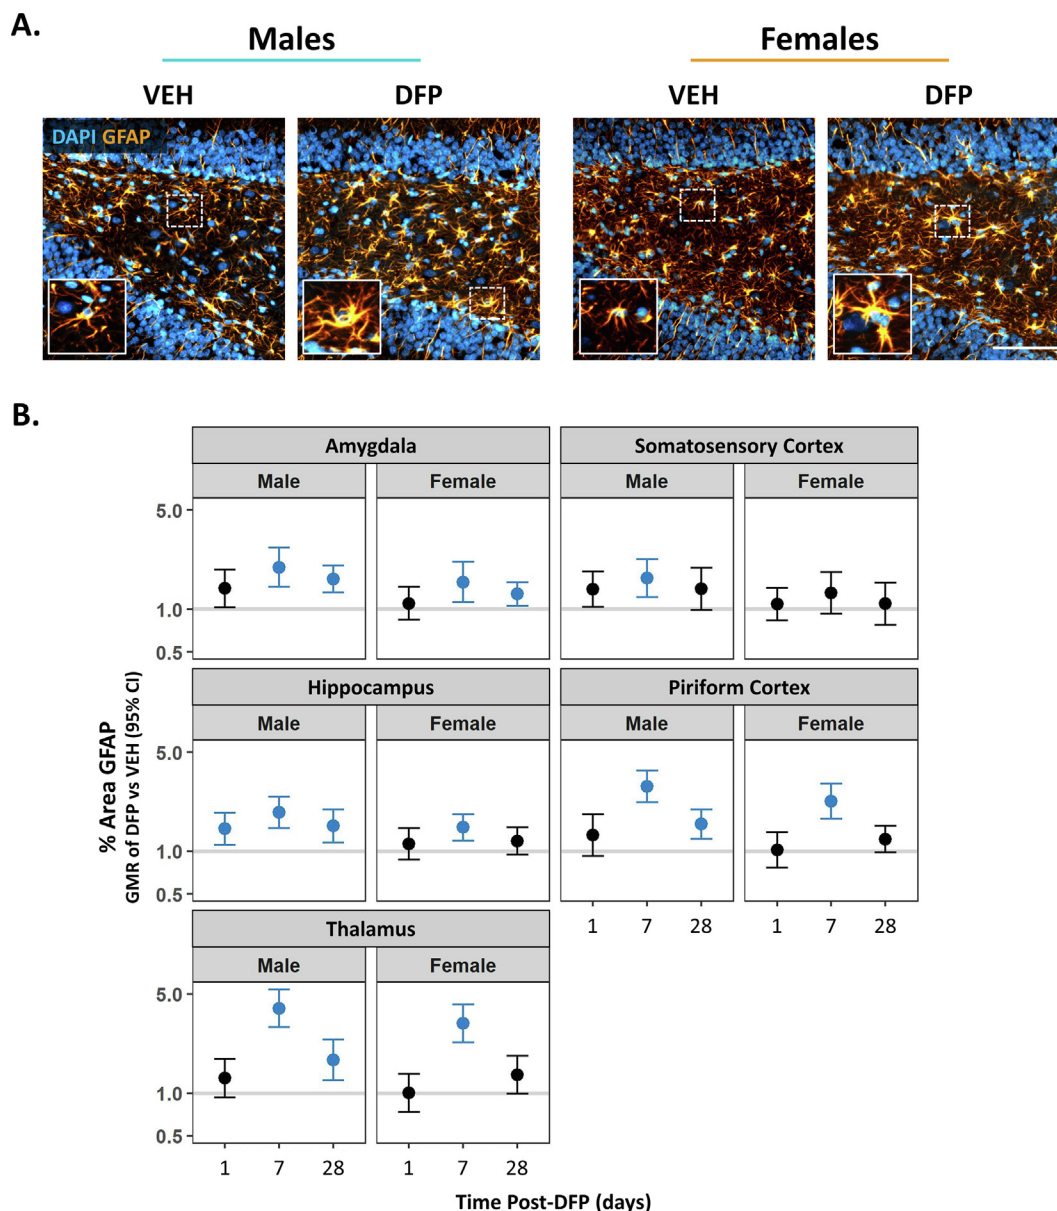 A.
Males
Females
VEH
DFP
VEH
DFP
DAPI GFAP
B.
Amygdala
Somatosensory Cortex
Male
Female
Male
Female
5.0
1.0
0.5
Hippocampus
Piriform Cortex
Male
Female
Male
Female
5.0
1.0
0.5
1
7
28
1
7
28
Thalamus
Male
Female
5.0
1.0
0.5
1
7
28
1
7
28
% Area GFAP
GMR of DFP vs VEH (95% CI)
Time Post-DFP (days)